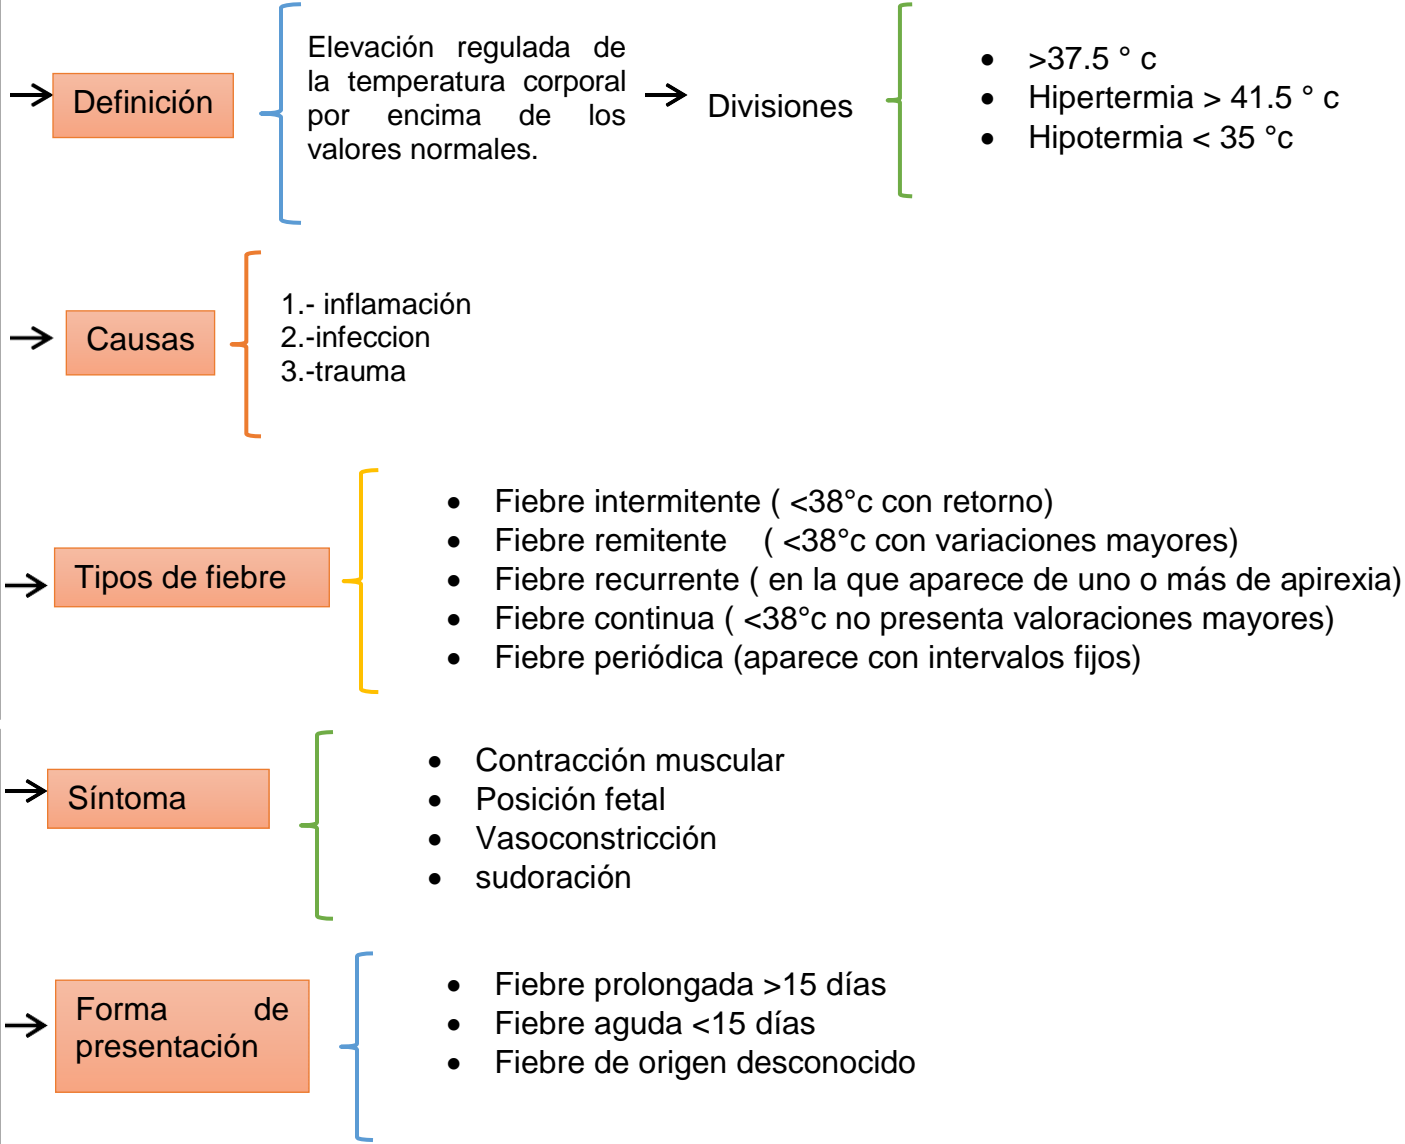 Definición
Elevación regulada de
la temperatura corporal
por encima de los
valores normales.
Divisiones
• >37.5 ° c
• Hipertermia > 41.5 ° c
• Hipotermia < 35 °c
Causas
1.- inflamación
2.-infeccion
3.-trauma
Tipos de fiebre
• Fiebre intermitente ( <38°c con retorno)
• Fiebre remitente ( <38°c con variaciones mayores)
• Fiebre recurrente ( en la que aparece de uno o más de apirexia)
• Fiebre continua ( <38°c no presenta valoraciones mayores)
• Fiebre periódica (aparece con intervalos fijos)
Síntoma
• Contracción muscular
• Posición fetal
• Vasoconstricción
• sudoración
Forma de
presentación
• Fiebre prolongada >15 días
• Fiebre aguda <15 días
• Fiebre de origen desconocido